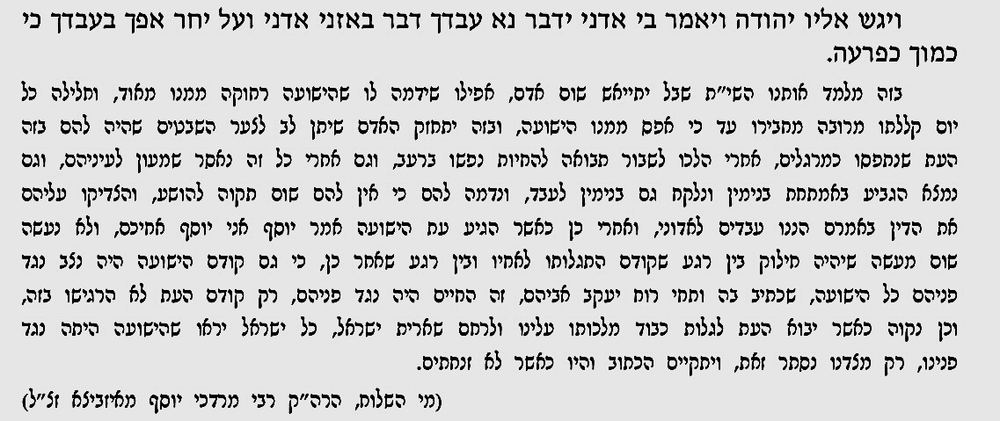 ויגש אליו יהודה ויאמר בי אדני ידבר נא עבדך דבר באזני אדני ועל יחר אפך בעבדך כי
כמוך כפרעה.
בזה מלמד אותנו השי״ת שבל יתייאש שום אדם, אפילו שידמה לו שהישועה רחוקה ממנו מאוד, וחלילה כל
יום קללתו מרובה מחבירו עד כי אפס ממנו הישועה, ובזה יתחזק האדם שיתן לב לצער השבטים שהיה להם בזה
העת שנתפסו כמרגלים, אחרי הלכו לשבור תבואה להחיות נפשו ברעב, וגם אחרי כל זה נאסר שמעון לעיניהם, וגם
נמצא הגביע באמתחת בנימין ונלקח גם בנימין לעבד, ונדמה להם כי אין להם שום תקוה להושע, והצדיקו עליהם
את הדין באמרם הננו עבדים לאדוני, ואחרי כן כאשר הגיע עת הישועה אמר יוסף אני יוסף אחיכם, ולא נעשה
שום מעשה שיהיה חילוק בין רגע שקודם התגלותו לאחיו ובין רגע שאחר כן, כי גם קודם הישועה היה נצב נגד
פניהם כל הישועה, שכתיב בה ותחי רוח יעקב אביהם, זה החיים היה נגד פניהם, רק קודם העת לא הרגישו בזה,
וכן נקוה כאשר יבוא העת לגלות כבוד מלכותו עלינו ולרחם שארית ישראל, כל ישראל יראו שהישועה היתה נגד
פנינו, רק מצדנו נסתר זאת, ויתקיים הכתוב והיו כאשר לא זנחתים.
(מי השלוח, הרה״ק רבי מרדכי יוסף מאיזביצא זצ״ל)